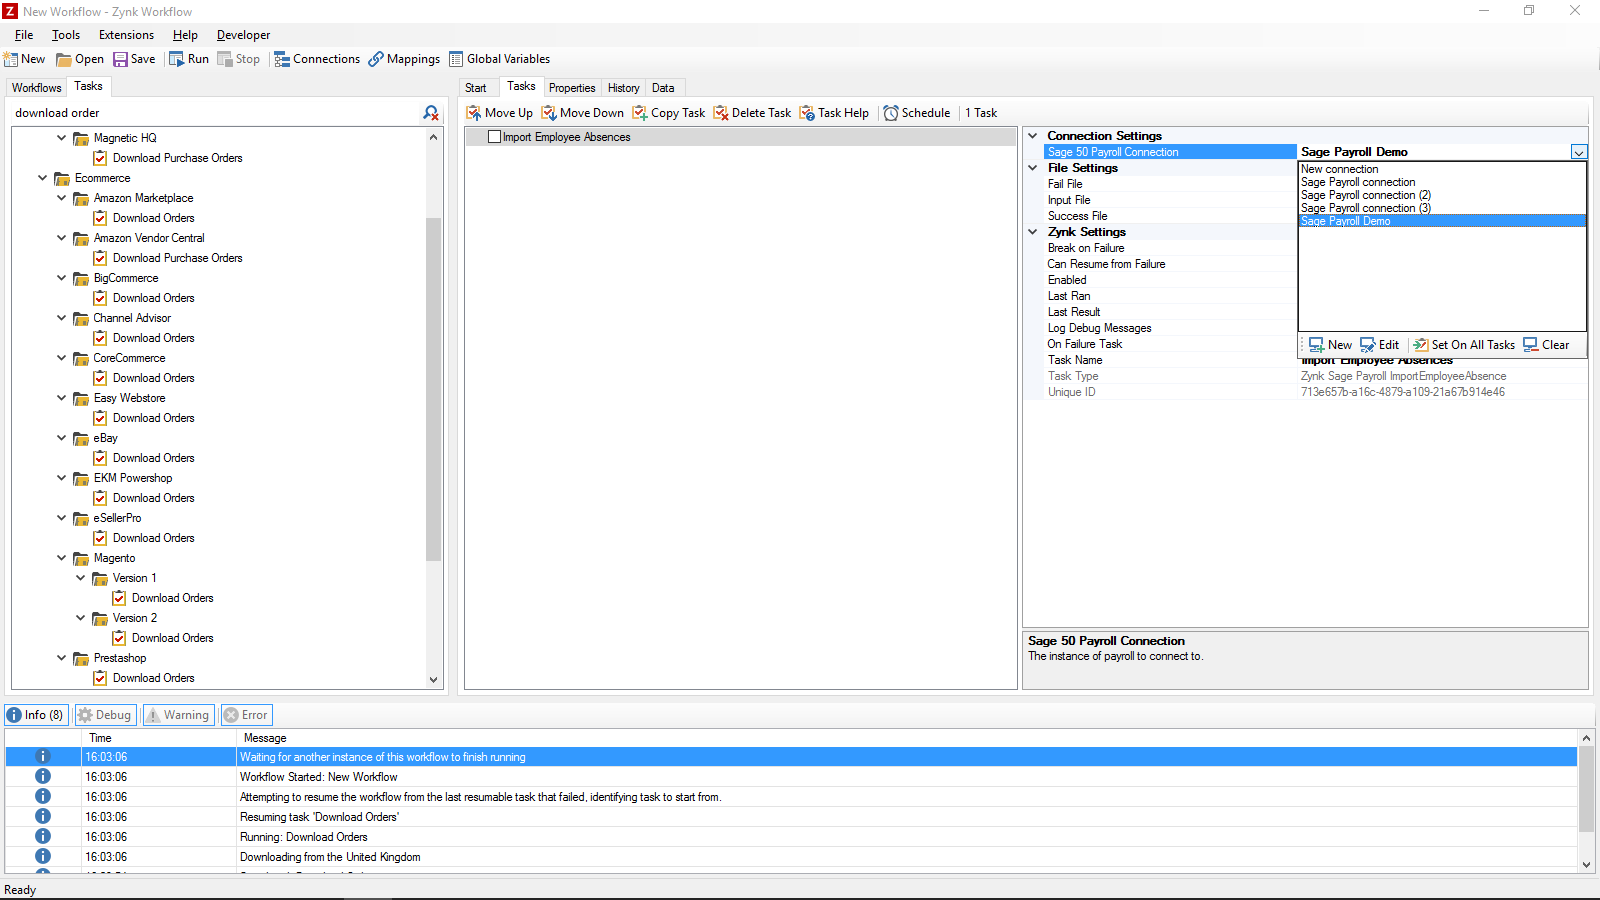 New Workflow - Zynk Workflow
File Tools Extensions Help Developer
New Open Save Run Stop Connections Mappings Global Variables
Workflows Tasks
download order
Magnetic HQ
Download Purchase Orders
Ecommerce
Amazon Marketplace
Download Orders
Amazon Vendor Central
Download Purchase Orders
BigCommerce
Download Orders
Channel Advisor
Download Orders
CoreCommerce
Download Orders
Easy Webstore
Download Orders
eBay
Download Orders
EKM Powershop
Download Orders
eSellerPro
Download Orders
Magento
Version 1
Download Orders
Version 2
Download Orders
Prestashop
Download Orders
Start Tasks Properties History Data
Move Up Move Down Copy Task Delete Task Task Help Schedule 1 Task
Import Employee Absences
Connection Settings
Sage 50 Payroll Connection Sage Payroll Demo
File Settings
Fail File
Input File
Success File
Zynk Settings
Break on Failure
Can Resume from Failure
Enabled
Last Ran
Last Result
Log Debug Messages
On Failure Task
Task Name Import Employee Absences
Task Type Zynk Sage Payroll ImportEmployeeAbsence
Unique ID 713e657b-a16c-4879-a109-21a67b914e46
New connection
Sage Payroll connection
Sage Payroll connection (2)
Sage Payroll connection (3)
Sage Payroll Demo
New Edit Set On All Tasks Clear
Sage 50 Payroll Connection
The instance of payroll to connect to.
Info (8) Debug Warning Error
Time Message
16:03:06 Waiting for another instance of this workflow to finish running
16:03:06 Workflow Started: New Workflow
16:03:06 Attempting to resume the workflow from the last resumable task that failed, identifying task to start from.
16:03:06 Resuming task 'Download Orders'
16:03:06 Running: Download Orders
16:03:06 Downloading from the United Kingdom
Ready